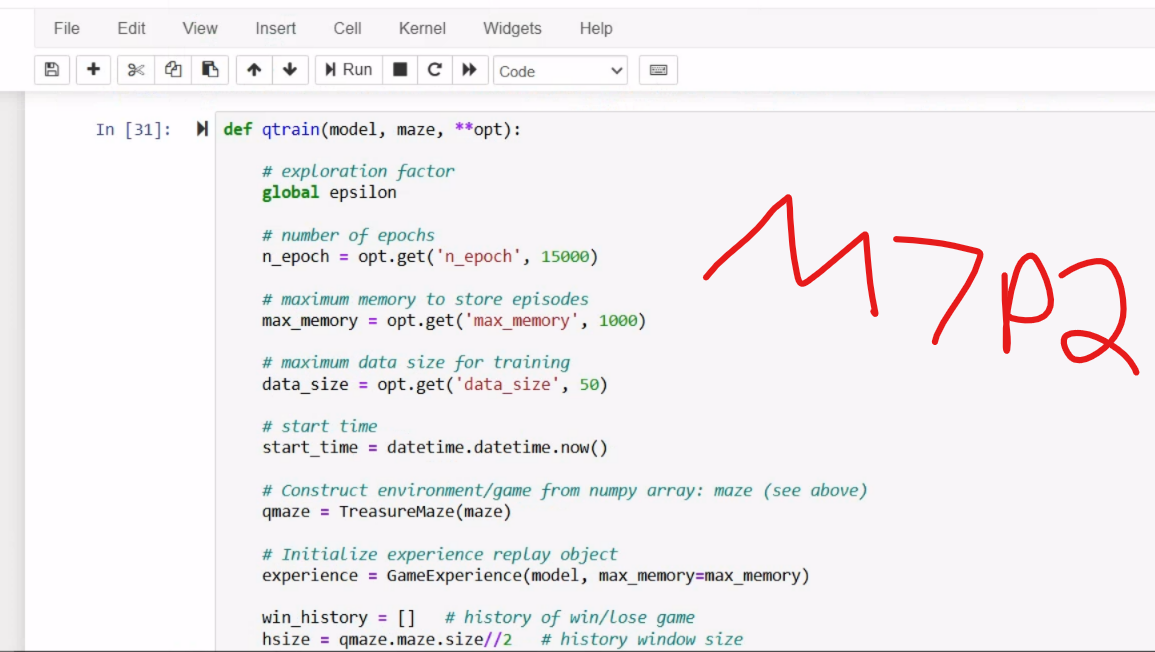 File Edit View Insert Cell Kernel Widgets Help
Run Code
In [31]: def qtrain(model, maze, **opt):
# exploration factor
global epsilon
# number of epochs
n_epoch = opt.get('n_epoch', 15000)
# maximum memory to store episodes
max_memory = opt.get('max_memory', 1000)
# maximum data size for training
data_size = opt.get('data_size', 50)
# start time
start_time = datetime.datetime.now()
# Construct environment/game from numpy array: maze (see above)
qmaze = TreasureMaze(maze)
# Initialize experience replay object
experience = GameExperience(model, max_memory=max_memory)
win_history = [] # history of win/lose game
hsize = qmaze.maze.size//2 # history window size
M7P2